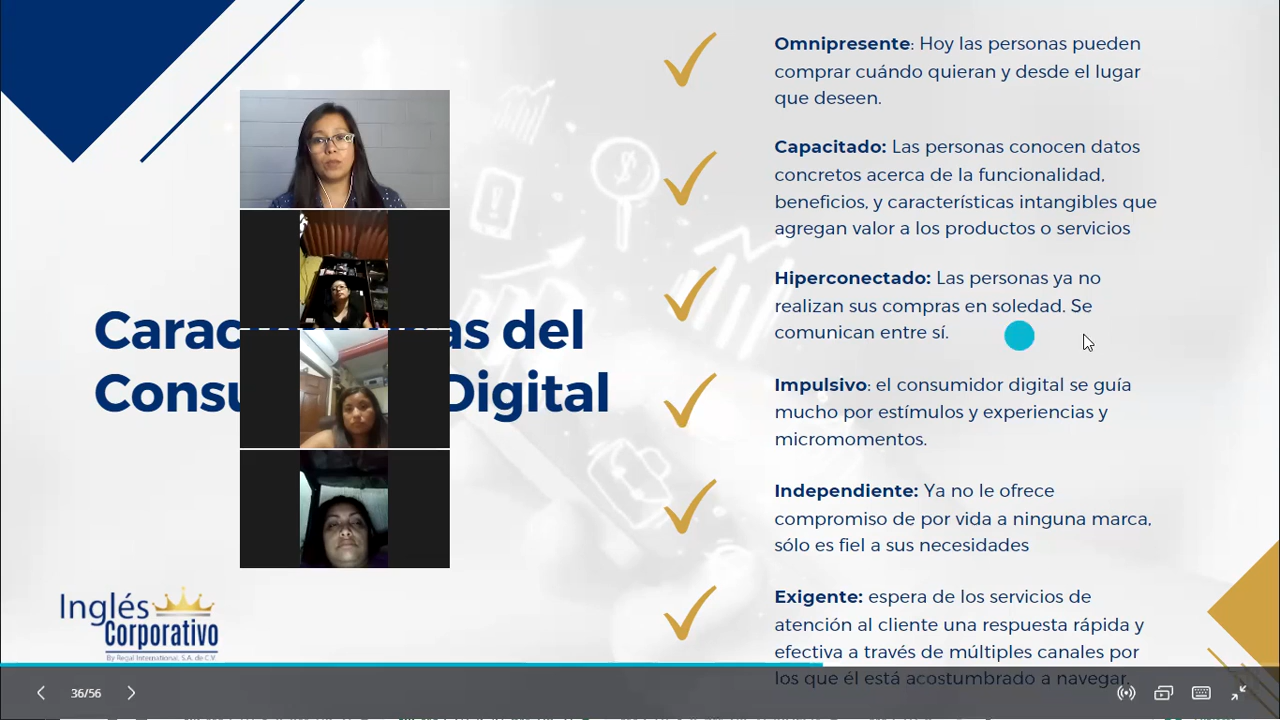 Carac as del
Consu Digital
Omnipresente: Hoy las personas pueden
comprar cuándo quieran y desde el lugar
que deseen.
Capacitado: Las personas conocen datos
concretos acerca de la funcionalidad,
beneficios, y características intangibles que
agregan valor a los productos o servicios
Hiperconectado: Las personas ya no
realizan sus compras en soledad. Se
comunican entre sí.
Impulsivo: el consumidor digital se guía
mucho por estímulos y experiencias y
micromomentos.
Independiente: Ya no le ofrece
compromiso de por vida a ninguna marca,
sólo es fiel a sus necesidades
Exigente: espera de los servicios de
atención al cliente una respuesta rápida y
efectiva a través de múltiples canales por
los que él está acostumbrado a navegar.
Inglés
Corporativo
By Regal International, S.A. de C.V.
36/56